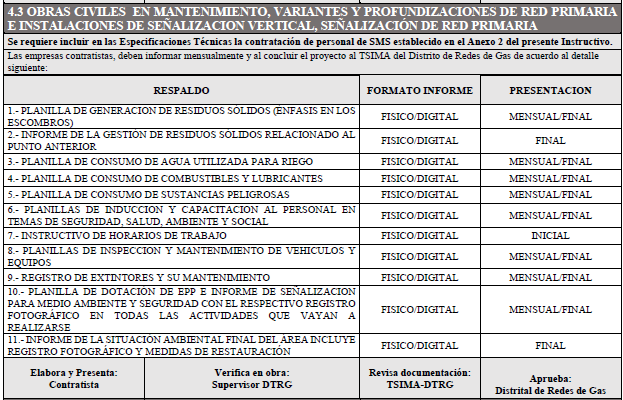 4.3 OBRAS CIVILES EN MANTENIMIENTO, VARIANTES Y PROFUNDIZACIONES DE RED PRIMARIA
E INSTALACIONES DE SEÑALIZACION VERTICAL, SEÑALIZACIÓN DE RED PRIMARIA
Se requiere incluir en las Especificaciones Técnicas la contratación de personal de SMS establecido en el Anexo 2 del presente Instructivo.
Las empresas contratistas, deben informar mensualmente y al concluir el proyecto al TSIMA del Distrito de Redes de Gas de acuerdo al detalle
siguiente:
RESPALDO FORMATO INFORME PRESENTACION
1.- PLANILLA DE GENERACION DE RESIDUOS SÓLIDOS (ÉNFASIS EN LOS
ESCOMBROS) FISICO/DIGITAL MENSUAL/FINAL
2.- INFORME DE LA GESTIÓN DE RESIDUOS SÓLIDOS RELACIONADO AL
PUNTO ANTERIOR FISICO/DIGITAL FINAL
3.- PLANILLA DE CONSUMO DE AGUA UTILIZADA PARA RIEGO FISICO/DIGITAL MENSUAL/FINAL
4.- PLANILLA DE CONSUMO DE COMBUSTIBLES Y LUBRICANTES FISICO/DIGITAL MENSUAL/FINAL
5.- PLANILLA DE CONSUMO DE SUSTANCIAS PELIGROSAS FISICO/DIGITAL MENSUAL/FINAL
6.- PLANILLAS DE INDUCCION Y CAPACITACION AL PERSONAL EN
TEMAS DE SEGURIDAD, SALUD, AMBIENTE Y SOCIAL FISICO/DIGITAL MENSUAL/FINAL
7.- INSTRUCTIVO DE HORARIOS DE TRABAJO FISICO/DIGITAL INICIAL
8.- PLANILLAS DE INSPECCION Y MANTENIMIENTO DE VEHICULOS Y
EQUIPOS FISICO/DIGITAL MENSUAL/FINAL
9.- REGISTRO DE EXTINTORES Y SU MANTENIMIENTO FISICO/DIGITAL MENSUAL/FINAL
10.- PLANILLA DE DOTACIÓN DE EPP E INFORME DE SEÑALIZACIÓN
PARA MEDIO AMBIENTE Y SEGURIDAD CON EL RESPECTIVO REGISTRO
FOTOGRÁFICO EN TODAS LAS ACTIVIDADES QUE VAYAN A
REALIZARSE FISICO/DIGITAL MENSUAL/FINAL
11.- INFORME DE LA SITUACIÓN AMBIENTAL FINAL DEL ÁREA INCLUYE
REGISTRO FOTOGRÁFICO Y MEDIDAS DE RESTAURACIÓN FISICO/DIGITAL FINAL
Elabora y Presenta:
Contratista
Verifica en obra:
Supervisor DTRG
Revisa documentación:
TSIMA-DTRG
Aprueba:
Distrital de Redes de Gas